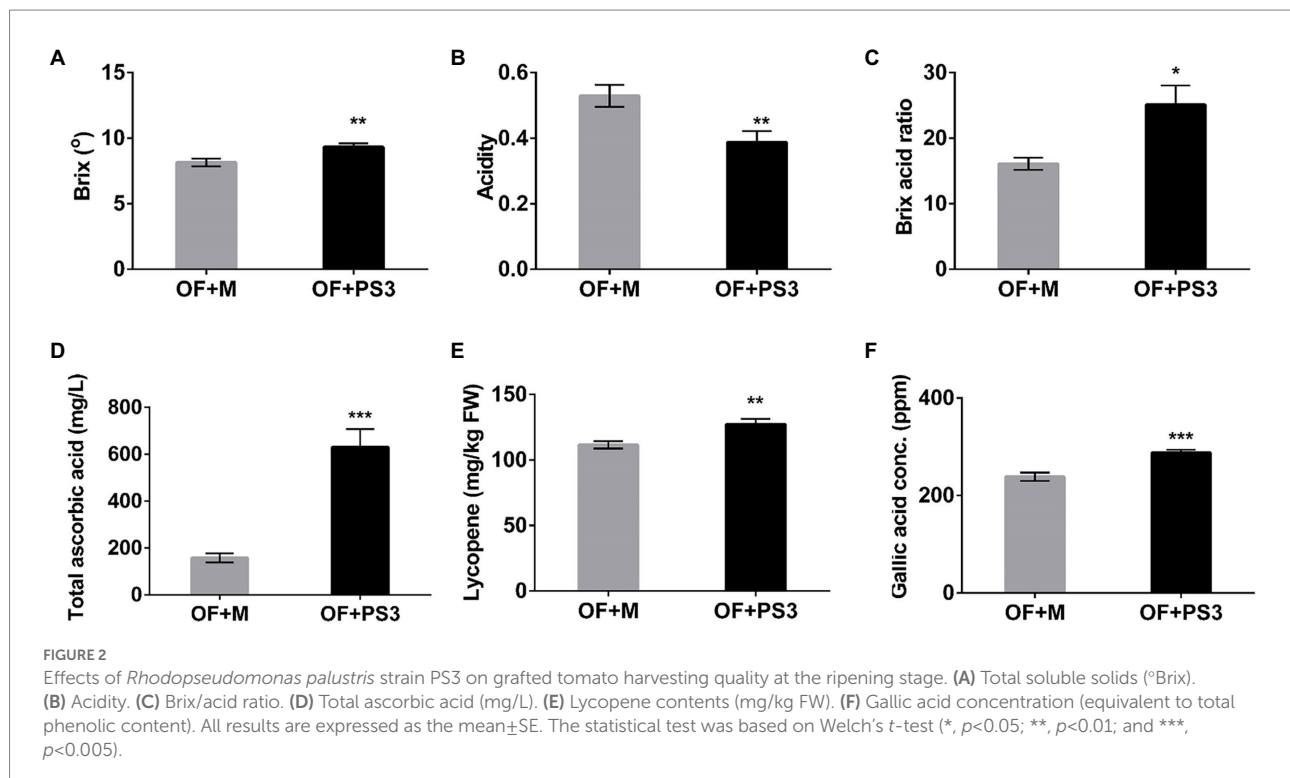 A
Brix (°)
15
10
5
0
**
OF+M OF+PS3
B
Acidity
0.6
0.4
0.2
0.0
**
OF+M OF+PS3
C
Brix acid ratio
30
20
10
0
*
OF+M OF+PS3
D
Total ascorbic acid (mg/L)
800
600
400
200
0
***
OF+M OF+PS3
E
Lycopene (mg/kg FW)
150
100
50
0
**
OF+M OF+PS3
F
Gallic acid conc. (ppm)
400
200
0
***
OF+M OF+PS3
FIGURE 2
Effects of Rhodopseudomonas palustris strain PS3 on grafted tomato harvesting quality at the ripening stage. (A) Total soluble solids (°Brix).
(B) Acidity. (C) Brix/acid ratio. (D) Total ascorbic acid (mg/L). (E) Lycopene contents (mg/kg FW). (F) Gallic acid concentration (equivalent to total
phenolic content). All results are expressed as the mean±SE. The statistical test was based on Welch's t-test (*, p<0.05; **, p<0.01; and ***,
p<0.005).